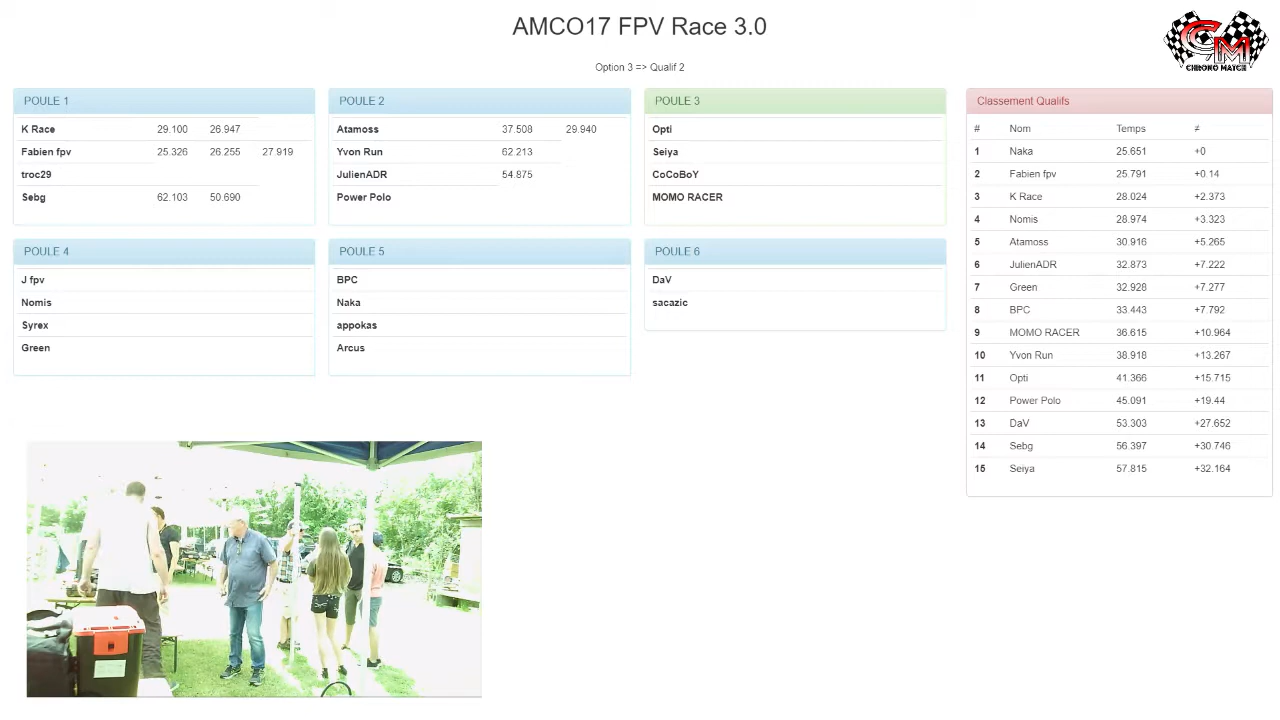 AMCO17 FPV Race 3.0
CM
CHRONO MATCH
Option 3 => Qualif 2
POULE 1
K Race 29.100 26.947
Fabien fpv 25.326 26.255 27.919
troc29
Sebg 62.103 50.690
POULE 2
Atamoss 37.508 29.940
Yvon Run 62.213
JulienADR 54.875
Power Polo
POULE 3
Opti
Seiya
CoCoBoY
MOMO RACER
POULE 4
J fpv
Nomis
Syrex
Green
POULE 5
BPC
Naka
appokas
Arcus
POULE 6
DaV
sacazic
Classement Qualifs
# Nom Temps ≠
1 Naka 25.651 +0
2 Fabien fpv 25.791 +0.14
3 K Race 28.024 +2.373
4 Nomis 28.974 +3.323
5 Atamoss 30.916 +5.265
6 JulienADR 32.873 +7.222
7 Green 32.928 +7.277
8 BPC 33.443 +7.792
9 MOMO RACER 36.615 +10.964
10 Yvon Run 38.918 +13.267
11 Opti 41.366 +15.715
12 Power Polo 45.091 +19.44
13 DaV 53.303 +27.652
14 Sebg 56.397 +30.746
15 Seiya 57.815 +32.164